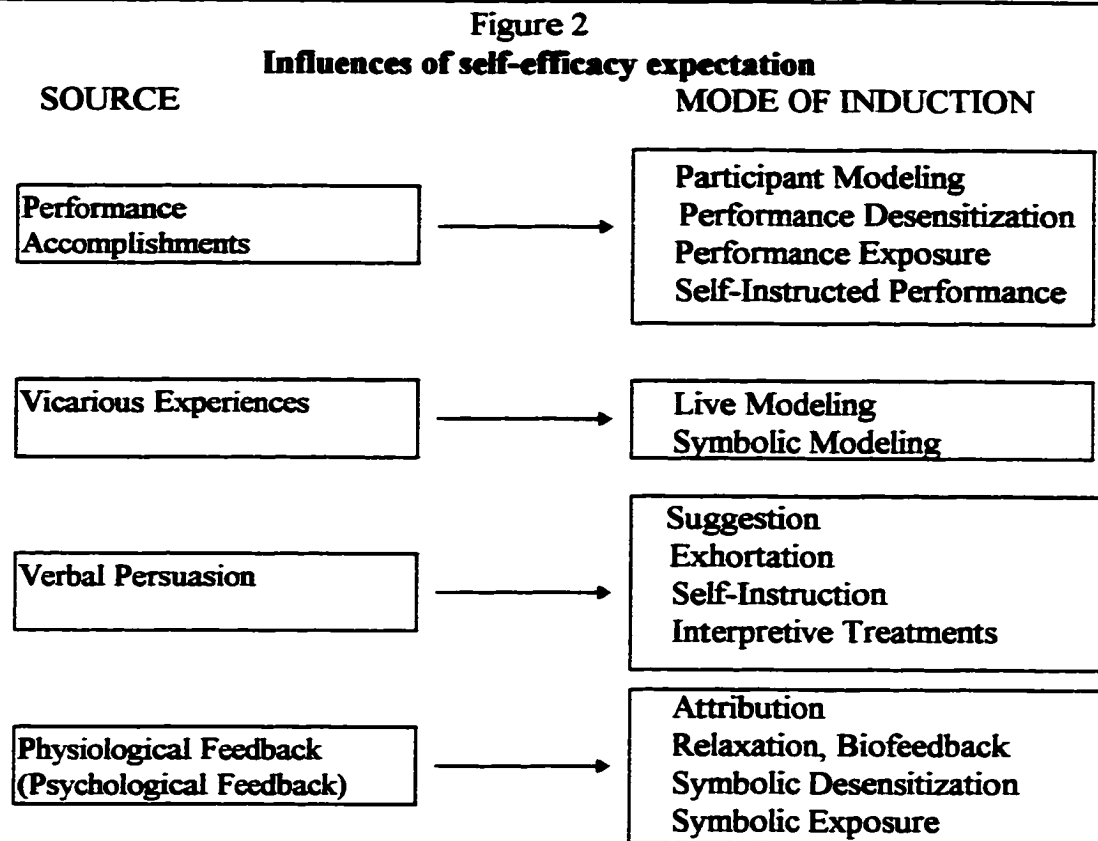 Figure 2
Influences of self-efficacy expectation
SOURCE
MODE OF INDUCTION
Performance
Accomplishments
Participant Modeling
Performance Desensitization
Performance Exposure
Self-Instructed Performance
Vicarious Experiences
Live Modeling
Symbolic Modeling
Verbal Persuasion
Suggestion
Exhortation
Self-Instruction
Interpretive Treatments
Physiological Feedback
(Psychological Feedback)
Attribution
Relaxation, Biofeedback
Symbolic Desensitization
Symbolic Exposure